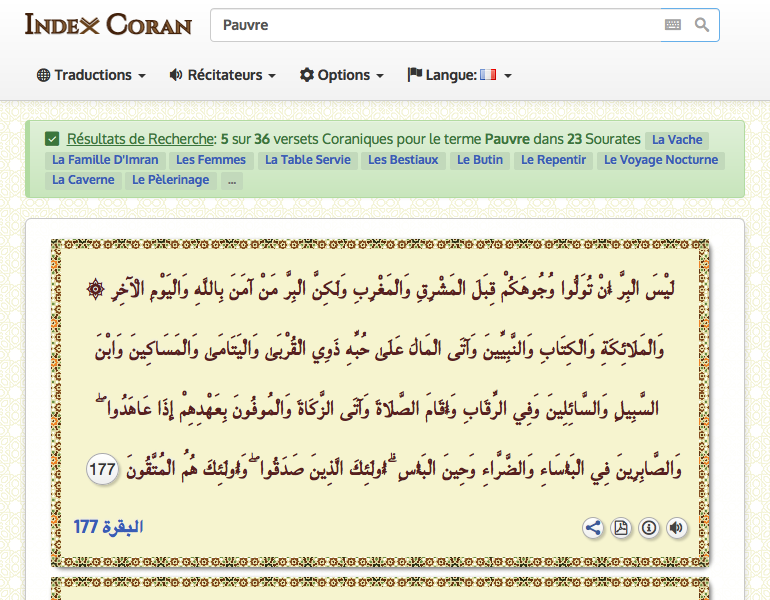 INDEX CORAN
Pauvre
Traductions
Récitateurs
Options
Langue:
Résultats de Recherche: 5 sur 36 versets Coraniques pour le terme Pauvre dans 23 Sourates La Vache
La Famille D'Imran Les Femmes La Table Servie Les Bestiaux Le Butin Le Repentir Le Voyage Nocturne
La Caverne Le Pèlerinage ...
۞ لَيْسَ الْبِرَّ أَنْ تُوَلُّوا وُجُوهَكُمْ قِبَلَ الْمَشْرِقِ وَالْمَغْرِبِ وَلَكِنَّ الْبِرَّ مَنْ آمَنَ بِاللَّهِ وَالْيَوْمِ الْآخِرِ
وَالْمَلَائِكَةِ وَالْكِتَابِ وَالنَّبِيِّينَ وَآتَى الْمَالَ عَلَىٰ حُبِّهِ ذَوِي الْقُرْبَىٰ وَالْيَتَامَىٰ وَالْمَسَاكِينَ وَابْنَ
السَّبِيلِ وَالسَّائِلِينَ وَفِي الرِّقَابِ وَأَقَامَ الصَّلَاةَ وَآتَى الزَّكَاةَ وَالْمُوفُونَ بِعَهْدِهِمْ إِذَا عَاهَدُوا ۖ
وَالصَّابِرِينَ فِي الْبَأْسَاءِ وَالضَّرَّاءِ وَحِينَ الْبَأْسِ ۗ أُولَئِكَ الَّذِينَ صَدَقُوا ۖ وَأُولَئِكَ هُمُ الْمُتَّقُونَ 177
البقرة 177